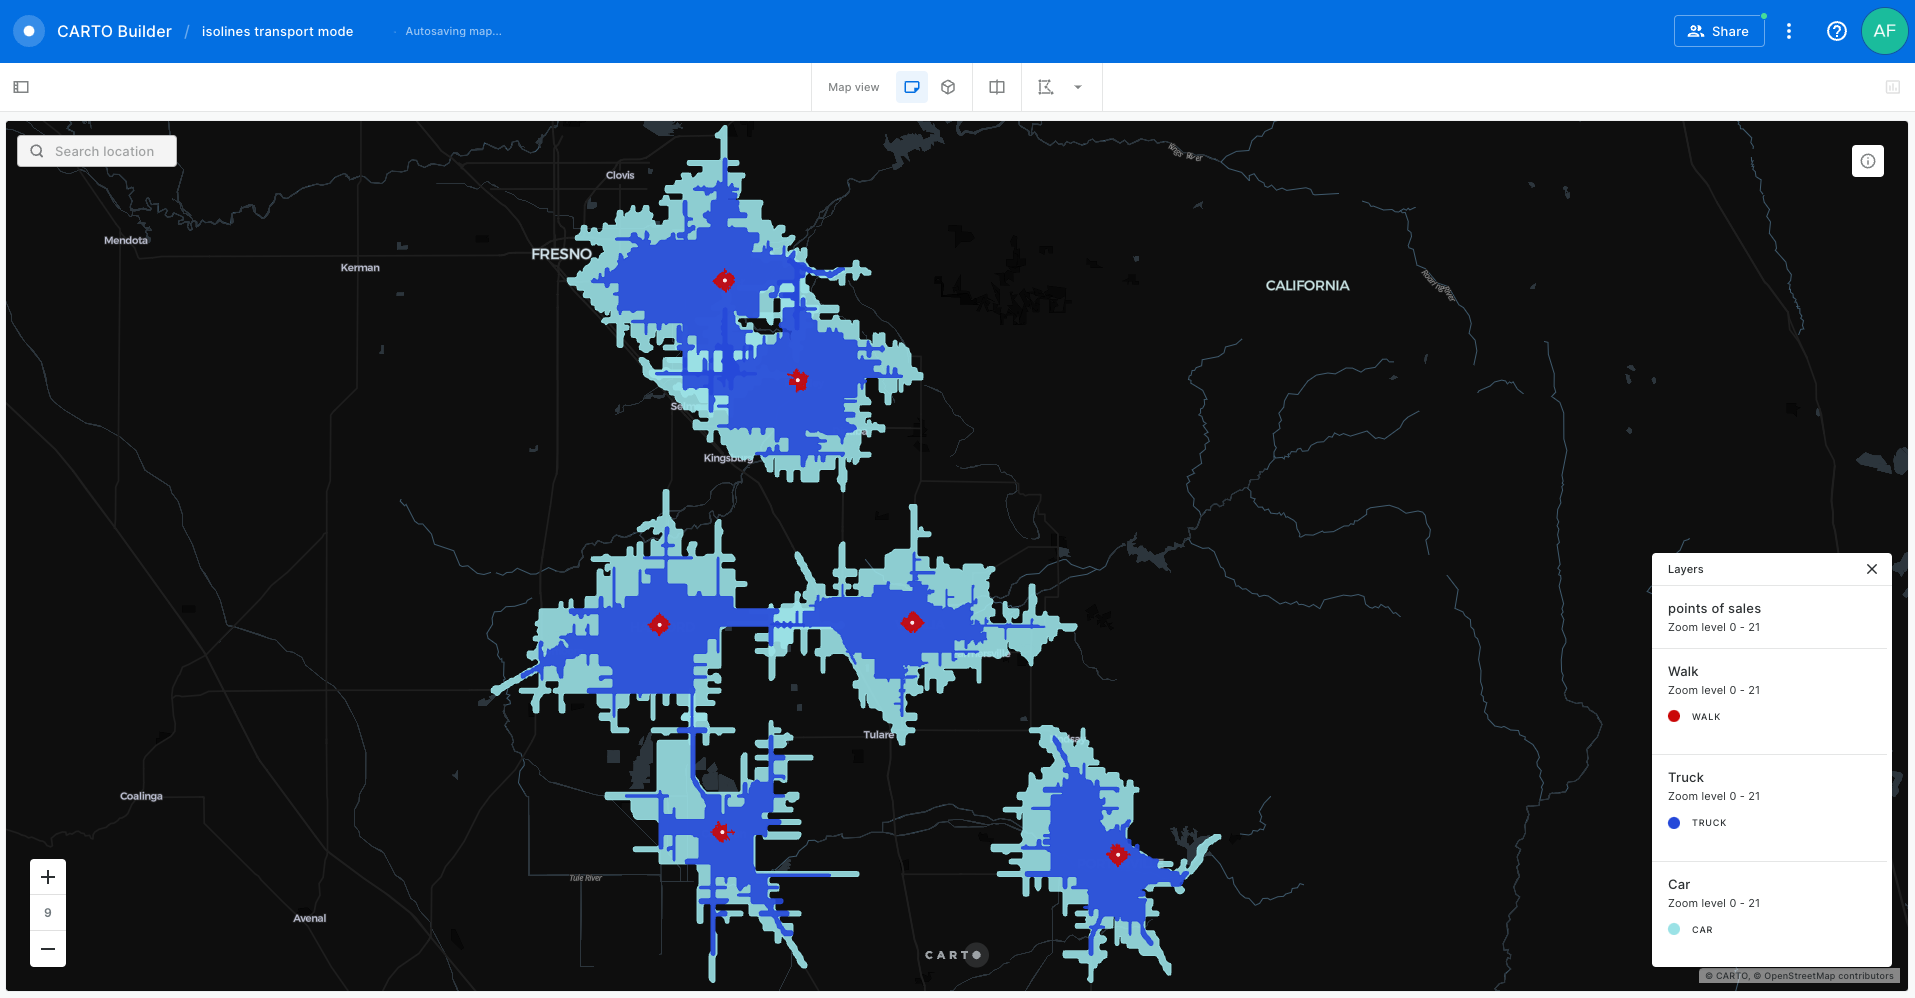 CARTO Builder / isolines transport mode · Autosaving map...
Share
AF
Map view
Search location
Clovis
Kings River
Mendota
FRESNO
Kerman
CALIFORNIA
Kingsburg
Layers
points of sales
Zoom level 0 - 21
Walk
Zoom level 0 - 21
WALK
Tulare
Truck
Zoom level 0 - 21
TRUCK
Coalinga
Tule River
Car
Zoom level 0 - 21
CAR
9
Avenal
CARTO
© CARTO, © OpenStreetMap contributors